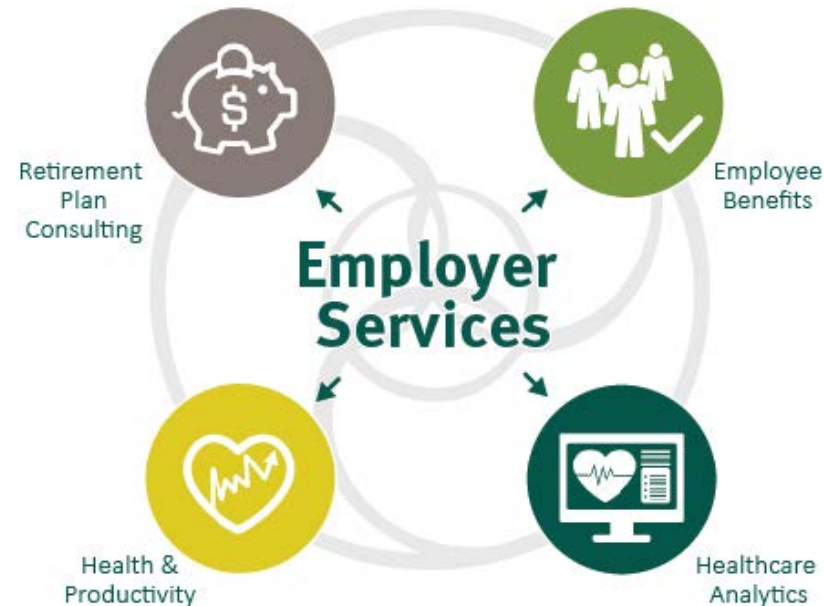 $
Retirement
Plan
Consulting
Employee
Benefits
Employer
Services
Health &
Productivity
Healthcare
Analytics